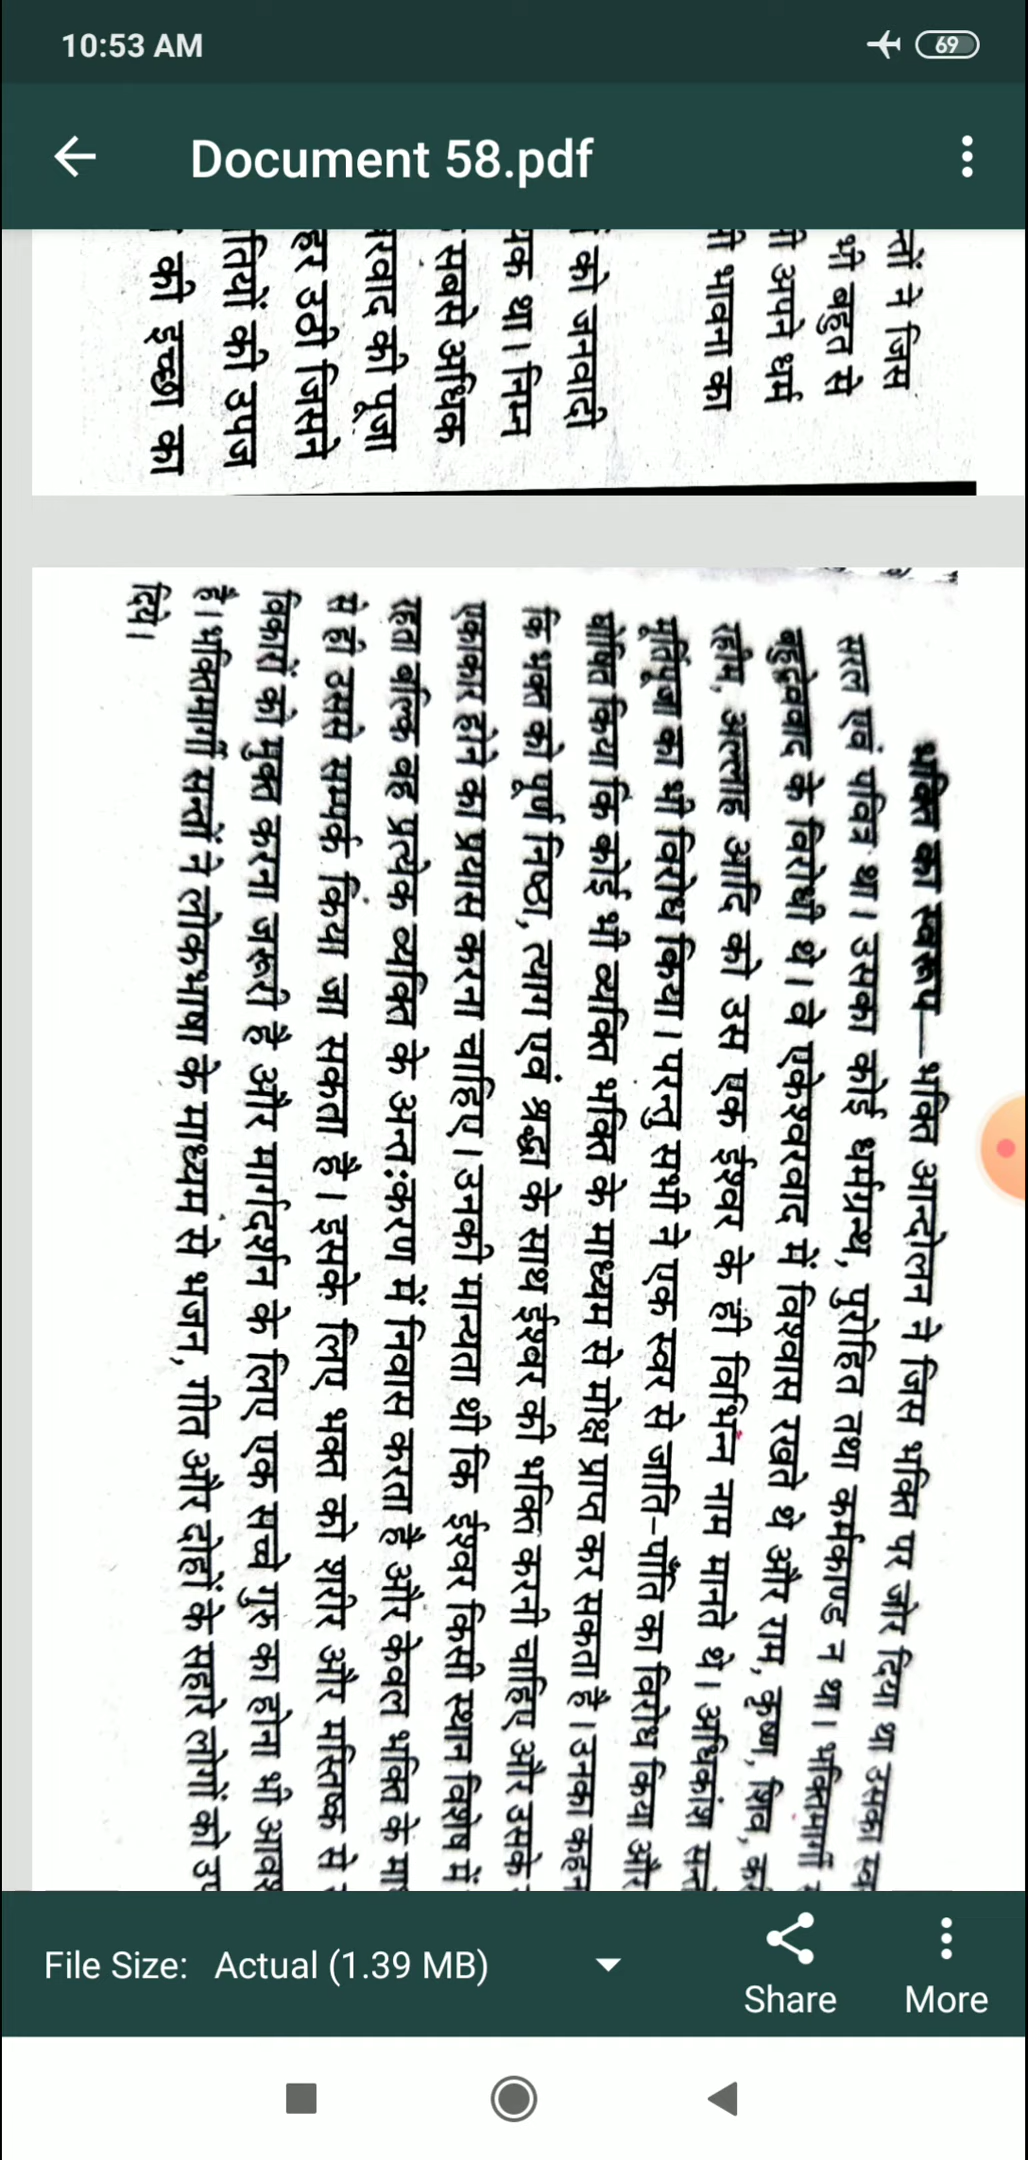 10:53 AM
69
Document 58.pdf
न्तों ने जिस
भी बहुत से
भी अपने धर्म
की भावना का
को जनवादी
यक था। निम्न
सबसे अधिक
रवाद की पूजा
हर उठी जिसने
तियों की उपज
की इच्छा का
भक्ति का स्वरूप—भक्ति आन्दोलन ने जिस भक्ति पर जोर दिया था उसका स्व
सरल एवं पवित्र था। उसका कोई धर्मग्रन्थ, पुरोहित तथा कर्मकाण्ड न था। भक्तिमार्गी
बहुदेववाद के विरोधी थे। वे एकेश्वरवाद में विश्वास रखते थे और राम, कृष्ण, शिव, कर
रहीम, अल्लाह आदि को उस एक ईश्वर के ही विभिन्न नाम मानते थे। अधिकांश सन
मूर्तिपूजा का भी विरोध किया। परन्तु सभी ने एक स्वर से जाति-पाँति का विरोध किया और
घोषित किया कि कोई भी व्यक्ति भक्ति के माध्यम से मोक्ष प्राप्त कर सकता है। उनका कहन
कि भक्त को पूर्ण निष्ठा, त्याग एवं श्रद्धा के साथ ईश्वर की भक्ति करनी चाहिए और उसके
एकाकार होने का प्रयास करना चाहिए। उनकी मान्यता थी कि ईश्वर किसी स्थान विशेष में
रहता बल्कि वह प्रत्येक व्यक्ति के अन्तःकरण में निवास करता है और केवल भक्ति के मा
से ही उससे सम्पर्क किया जा सकता है। इसके लिए भक्त को शरीर और मस्तिष्क से
विकारों को मुक्त करना जरूरी है और मार्गदर्शन के लिए एक सच्चे गुरु का होना भी आवश
है। भक्तिमार्गी सन्तों ने लोकभाषा के माध्यम से भजन, गीत और दोहों के सहारे लोगों को उ
दिये।
File Size: Actual (1.39 MB)
Share
More